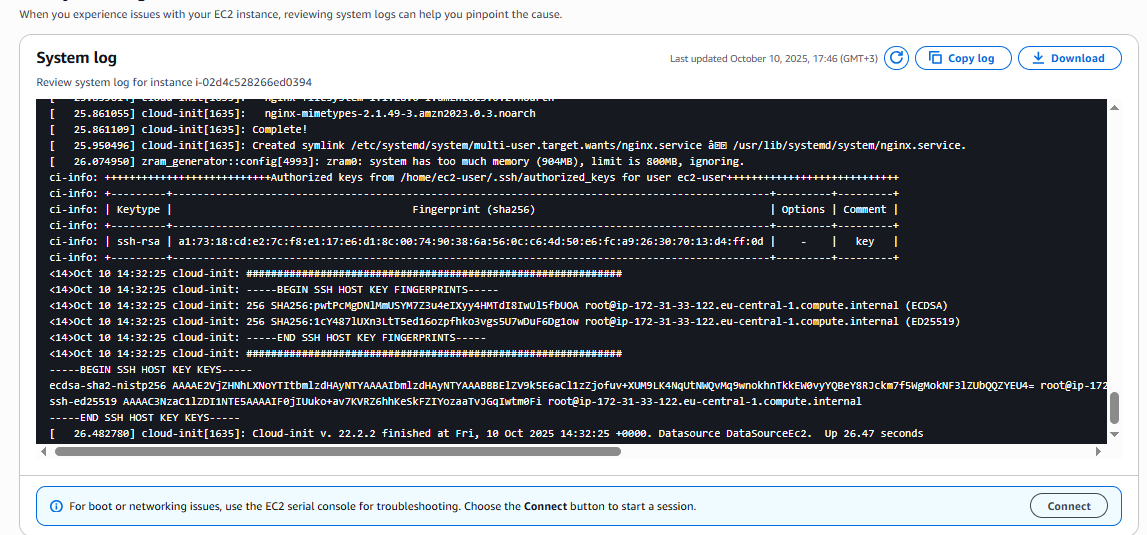 When you experience issues with your EC2 instance, reviewing system logs can help you pinpoint the cause.
System log
Last updated October 10, 2025, 17:46 (GMT+3)
Copy log
Download
Review system log for instance i-02d4c528266ed0394
[ 25.861055] cloud-init[1635]: nginx-mimetypes-2.1.49-3.amzn2023.0.3.noarch
[ 25.861109] cloud-init[1635]: Complete!
[ 25.950496] cloud-init[1635]: Created symlink /etc/systemd/system/multi-user.target.wants/nginx.service â /usr/lib/systemd/system/nginx.service.
[ 26.074950] zram_generator::config[4993]: zram0: system has too much memory (904MB), limit is 800MB, ignoring.
ci-info: +++++++++++++++++++++++++++Authorized keys from /home/ec2-user/.ssh/authorized_keys for user ec2-user++++++++++++++++++++++++++++
ci-info: +---------+-------------------------------------------------------------------------------------------------+---------+---------+
ci-info: | Keytype | Fingerprint (sha256) | Options | Comment |
ci-info: +---------+-------------------------------------------------------------------------------------------------+---------+---------+
ci-info: | ssh-rsa | a1:73:18:cd:e2:7c:f8:e1:17:e6:d1:8c:00:74:90:38:6a:56:0c:c6:4d:50:e6:fc:a9:26:30:70:13:d4:ff:0d | - | key |
ci-info: +---------+-------------------------------------------------------------------------------------------------+---------+---------+
<14>Oct 10 14:32:25 cloud-init: #############################################################
<14>Oct 10 14:32:25 cloud-init: -----BEGIN SSH HOST KEY FINGERPRINTS-----
<14>Oct 10 14:32:25 cloud-init: 256 SHA256:pwtPcMgDNlMmUSYM7Z3u4eIXyy4HMTdI8IwUl5fbUOA root@ip-172-31-33-122.eu-central-1.compute.internal (ECDSA)
<14>Oct 10 14:32:25 cloud-init: 256 SHA256:1cY487lUXn3LtT5ed16ozpfhko3vgs5U7wDuF6Dg1ow root@ip-172-31-33-122.eu-central-1.compute.internal (ED25519)
<14>Oct 10 14:32:25 cloud-init: -----END SSH HOST KEY FINGERPRINTS-----
<14>Oct 10 14:32:25 cloud-init: #############################################################
-----BEGIN SSH HOST KEY KEYS-----
ecdsa-sha2-nistp256 AAAAE2VjZHNhLXNoYTItbmlzdHAyNTYAAAAIbmlzdHAyNTYAAABBBElZV9k5E6aCl1zZjofuv+XUM9LK4NqUtNWQvMq9wnokhnTkkEW0vyYQBeY8RJckm7f5WgMokNF3lZUbQQZYEU4= root@ip-172
ssh-ed25519 AAAAC3NzaC1lZDI1NTE5AAAAIF0jIUuko+av7KVRZ6hhKeSkFZIYozaaTvJGqIwtm0Fi root@ip-172-31-33-122.eu-central-1.compute.internal
-----END SSH HOST KEY KEYS-----
[ 26.482780] cloud-init[1635]: Cloud-init v. 22.2.2 finished at Fri, 10 Oct 2025 14:32:25 +0000. Datasource DataSourceEc2. Up 26.47 seconds
For boot or networking issues, use the EC2 serial console for troubleshooting. Choose the Connect button to start a session.
Connect